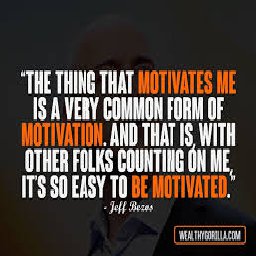 “THE THING THAT MOTIVATES ME
IS A VERY COMMON FORM OF
MOTIVATION. AND THAT IS, WITH
OTHER FOLKS COUNTING ON ME,
IT'S SO EASY TO BE MOTIVATED.”
- Jeff Bezos
WEALTHYGORILLA.COM